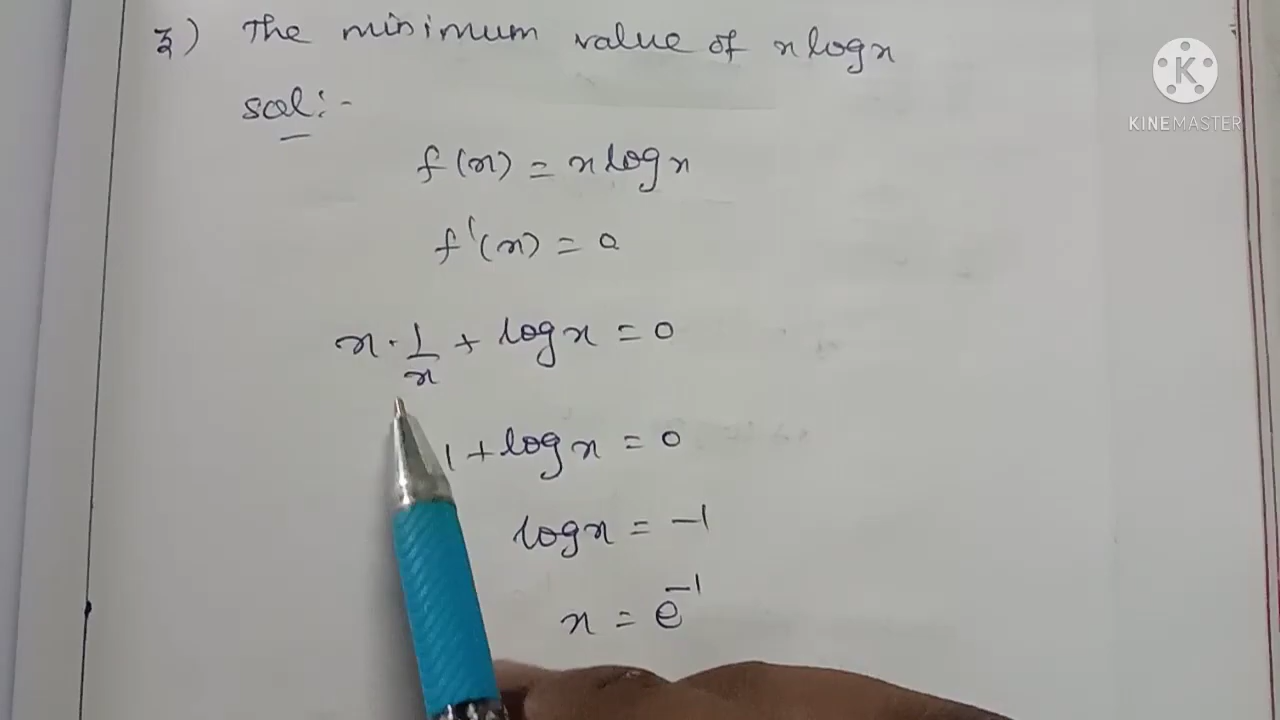 3) The minimum value of x log x
sol:-
f(x) = x log x
f'(x) = 0
x · 1/x + log x = 0
1 + log x = 0
log x = -1
x = e^-1
K
KINEMASTER